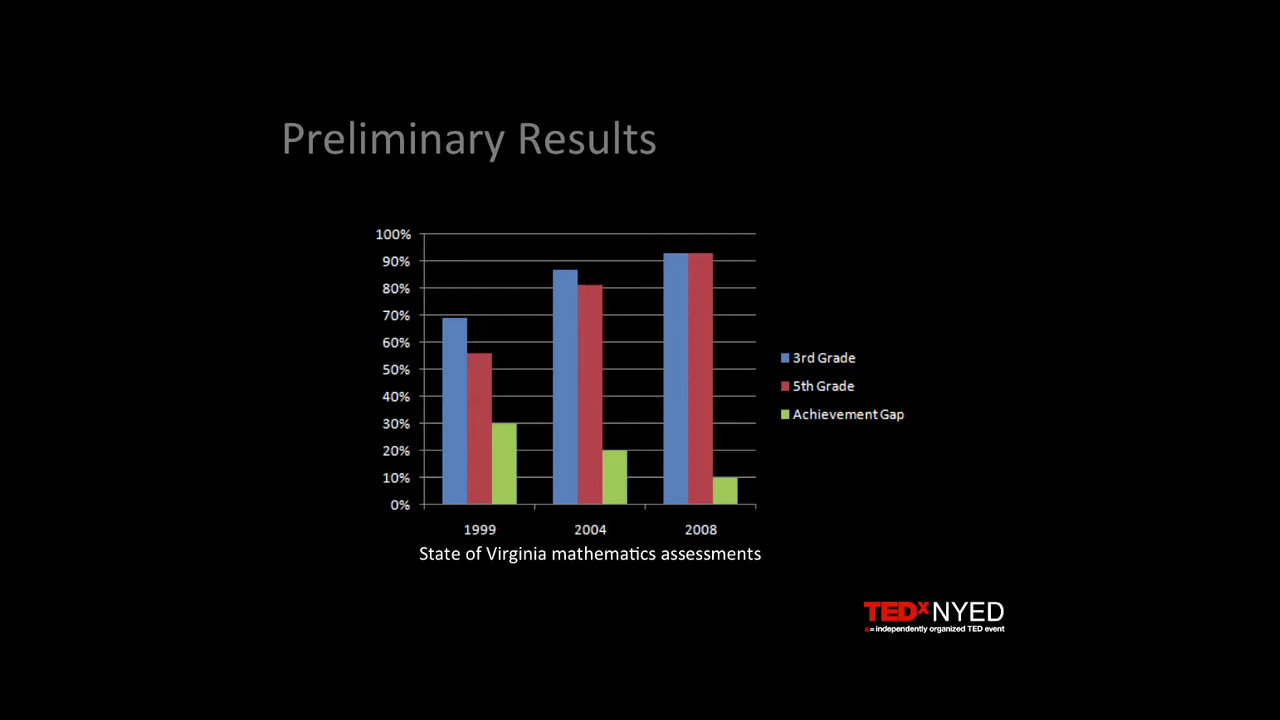 Preliminary Results
100%
90%
80%
70%
60%
50%
40%
30%
20%
10%
0%
3rd Grade
5th Grade
Achievement Gap
1999 2004 2008
State of Virginia mathematics assessments
TEDxNYED
x = independently organized TED event